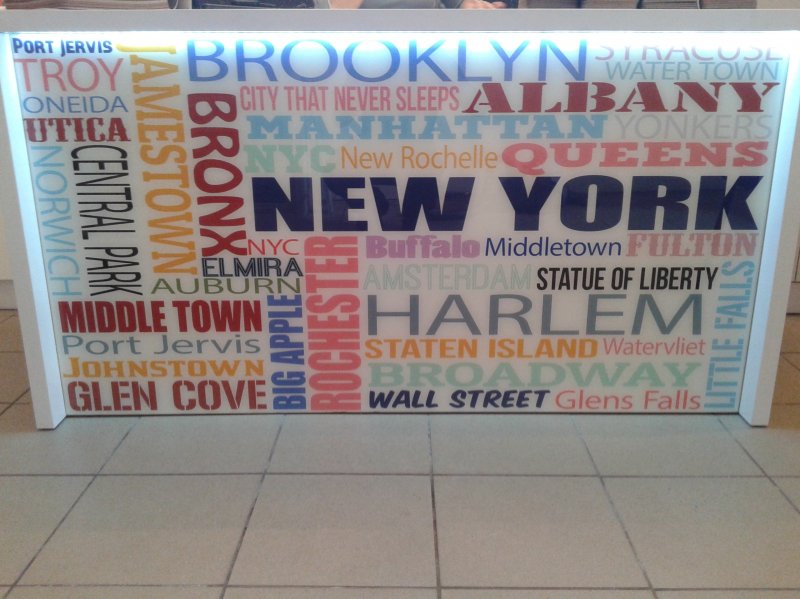 Port Jervis
TROY
ONEIDA
UTICA
NORWICH
CENTRAL PARK
JAMESTOWN
BROOKLYN
SYRACUSE
WATER TOWN
BRONX
CITY THAT NEVER SLEEPS
ALBANY
MANHATTAN
YONKERS
NYC
New Rochelle
QUEENS
NEW YORK
NYC
Buffalo
Middletown
FULTON
ELMIRA
AUBURN
ROCHESTER
AMSTERDAM
STATUE OF LIBERTY
LITTLE FALLS
MIDDLE TOWN
BIG APPLE
HARLEM
Port Jervis
STATEN ISLAND
Watervliet
JOHNSTOWN
BROADWAY
GLEN COVE
WALL STREET
Glens Falls